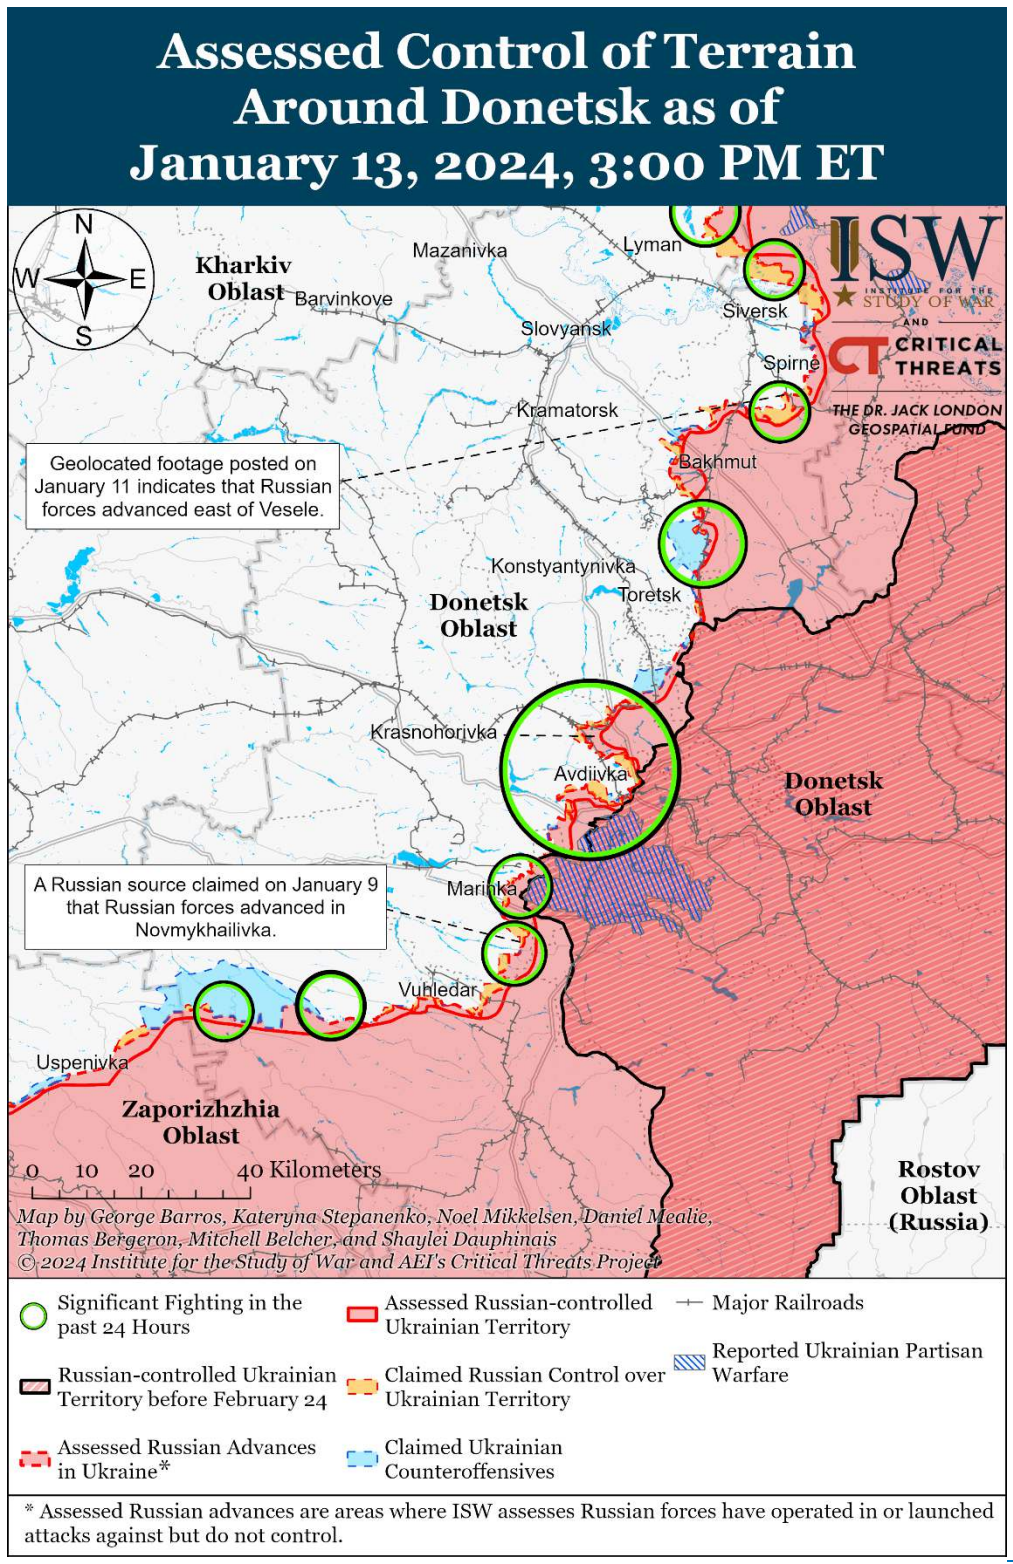 Assessed Control of Terrain
Around Donetsk as of
January 13, 2024, 3:00 PM ET
N
W
E
S
Kharkiv
Oblast
Barvinkove
Mazanivka
Lyman
Slovyansk
Siversk
Spirne
Kramatorsk
ISW
INSTITUTE FOR THE
STUDY OF WAR
AND
CT CRITICAL
THREATS
THE DR. JACK LONDON
GEOSPATIAL FUND
Geolocated footage posted on
January 11 indicates that Russian
forces advanced east of Vesele.
Bakhmut
Konstyantynivka
Toretsk
Donetsk
Oblast
Krasnohorivka
Avdiivka
Donetsk
Oblast
A Russian source claimed on January 9
that Russian forces advanced in
Novmykhailivka.
Marinka
Vuhledar
Uspenivka
Zaporizhzhia
Oblast
Rostov
Oblast
(Russia)
0 10 20 40 Kilometers
Map by George Barros, Kateryna Stepanenko, Noel Mikkelsen, Daniel Mealie,
Thomas Bergeron, Mitchell Belcher, and Shaylei Dauphinais
© 2024 Institute for the Study of War and AEI's Critical Threats Project
Significant Fighting in the
past 24 Hours
Russian-controlled Ukrainian
Territory before February 24
Assessed Russian Advances
in Ukraine*
Assessed Russian-controlled
Ukrainian Territory
Claimed Russian Control over
Ukrainian Territory
Claimed Ukrainian
Counteroffensives
Major Railroads
Reported Ukrainian Partisan
Warfare
* Assessed Russian advances are areas where ISW assesses Russian forces have operated in or launched
attacks against but do not control.